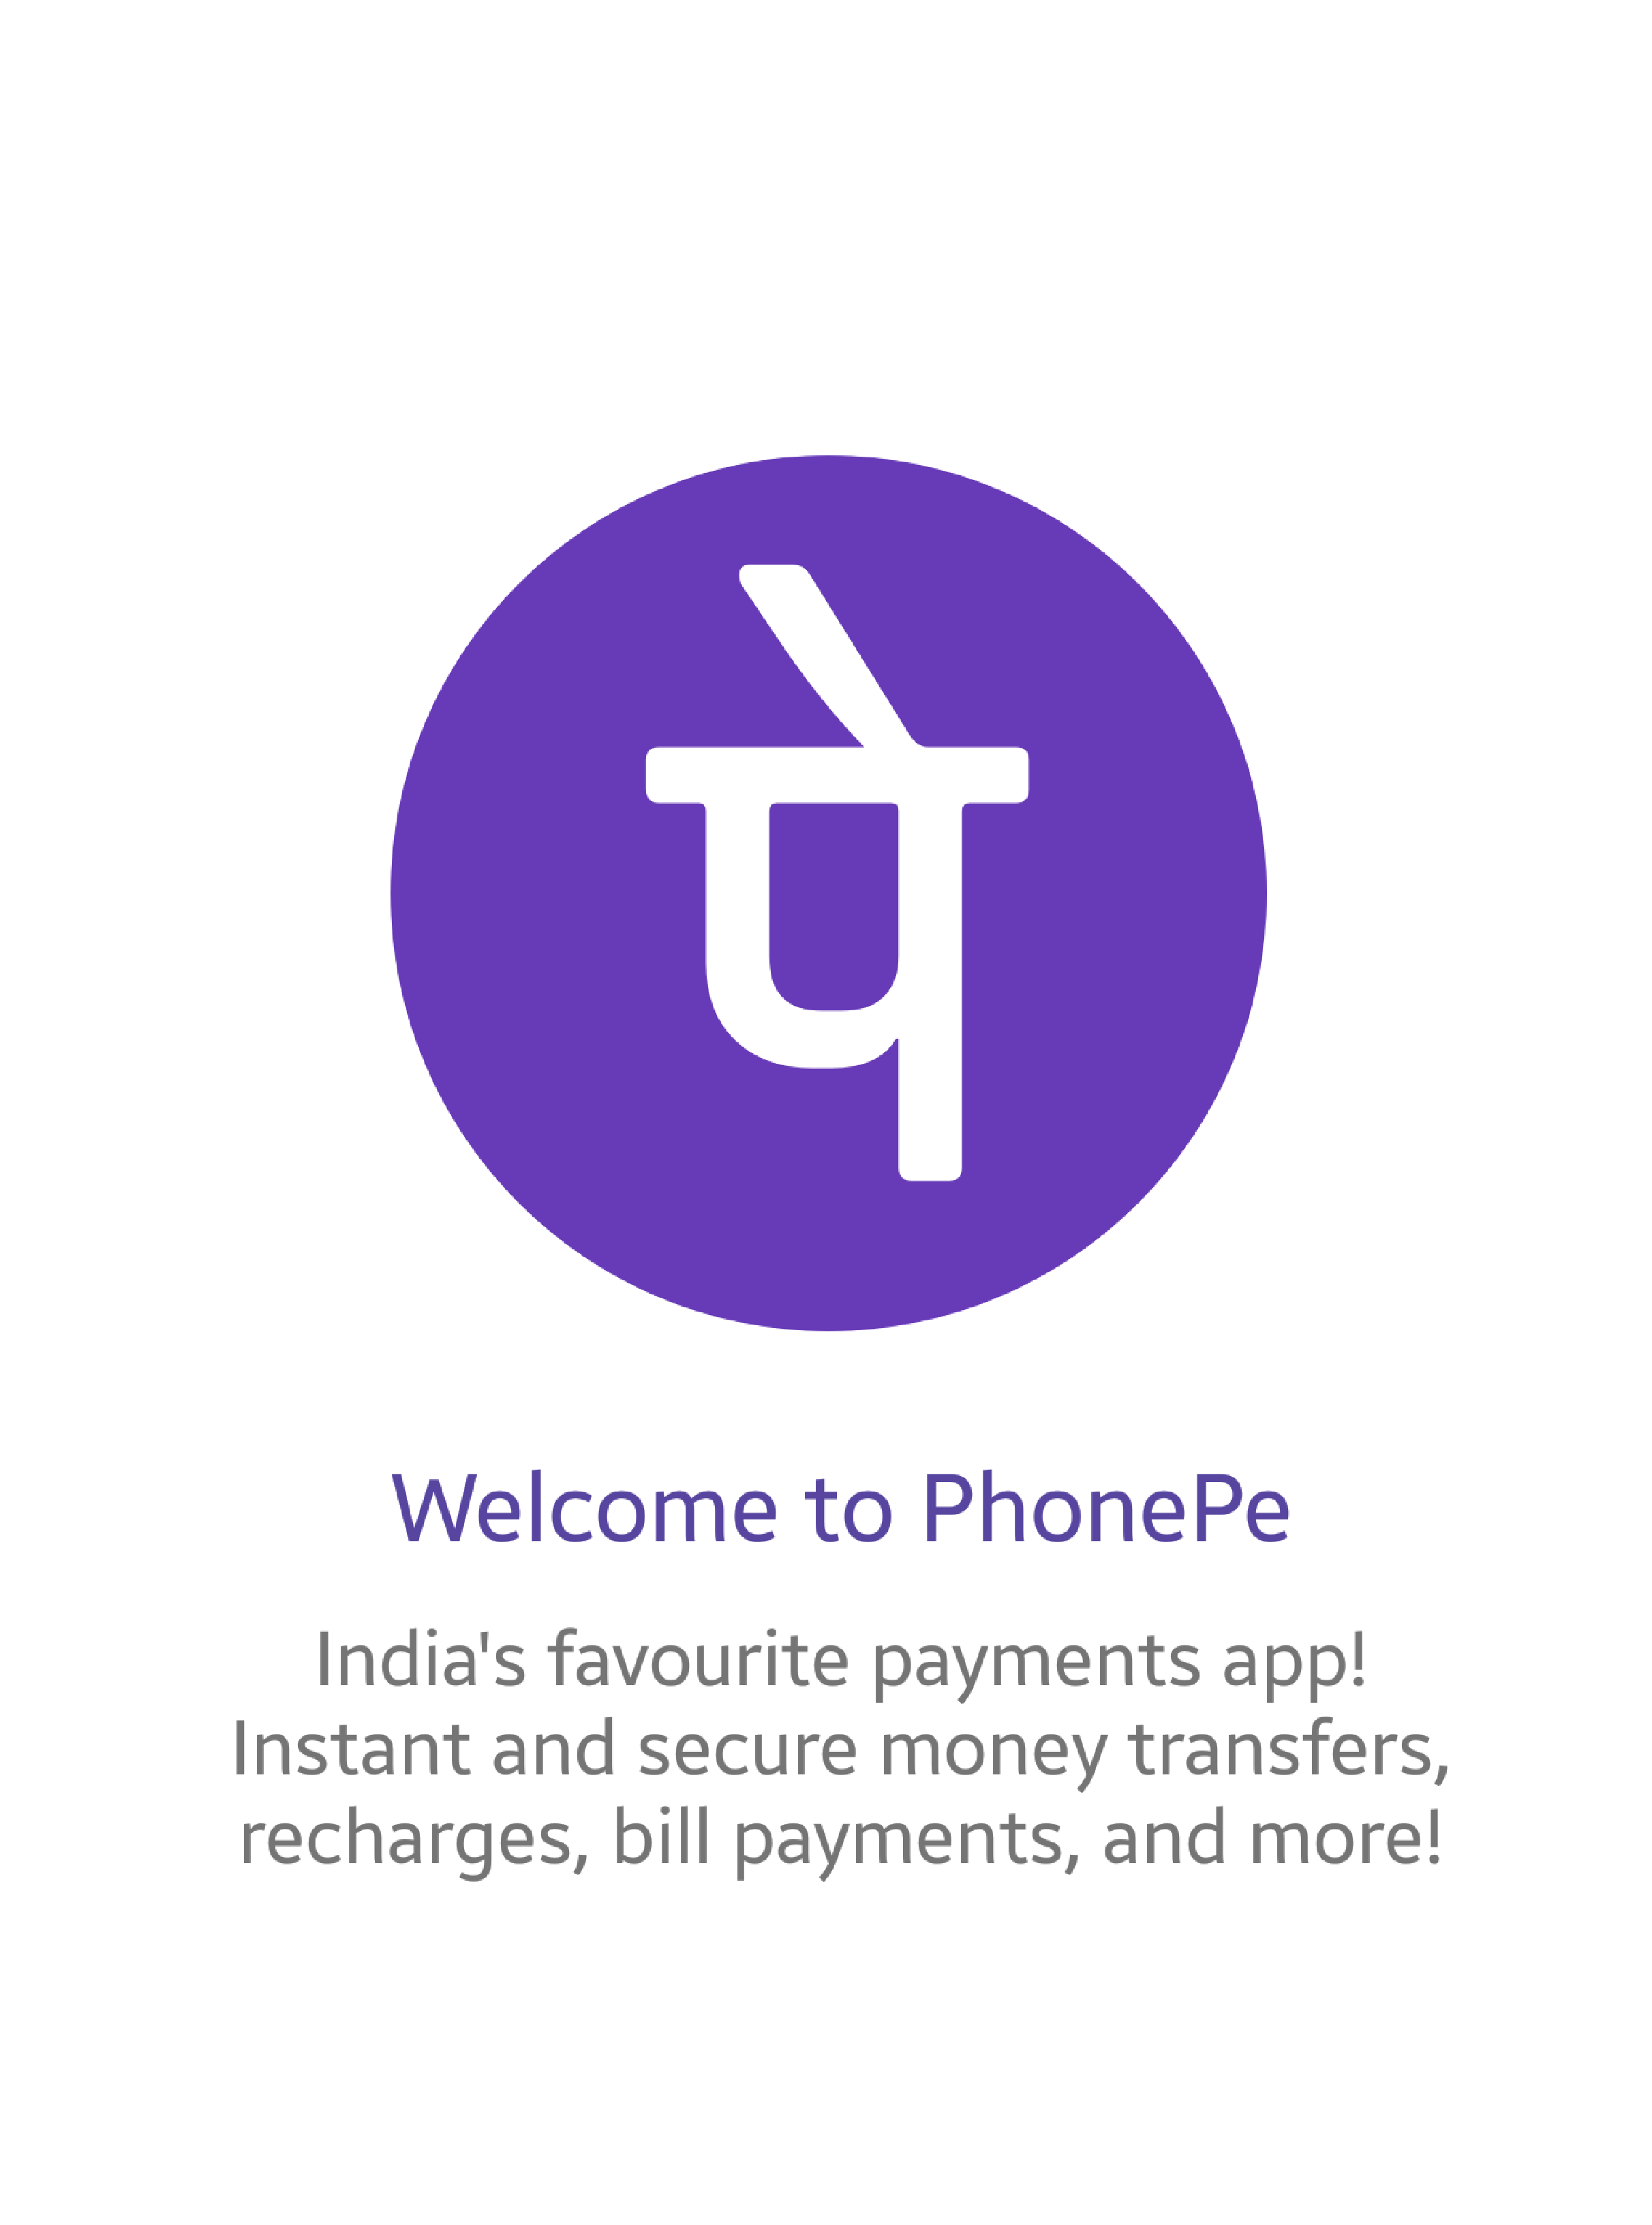 पे
Welcome to PhonePe
India's favourite payments app!
Instant and secure money transfers,
recharges, bill payments, and more!